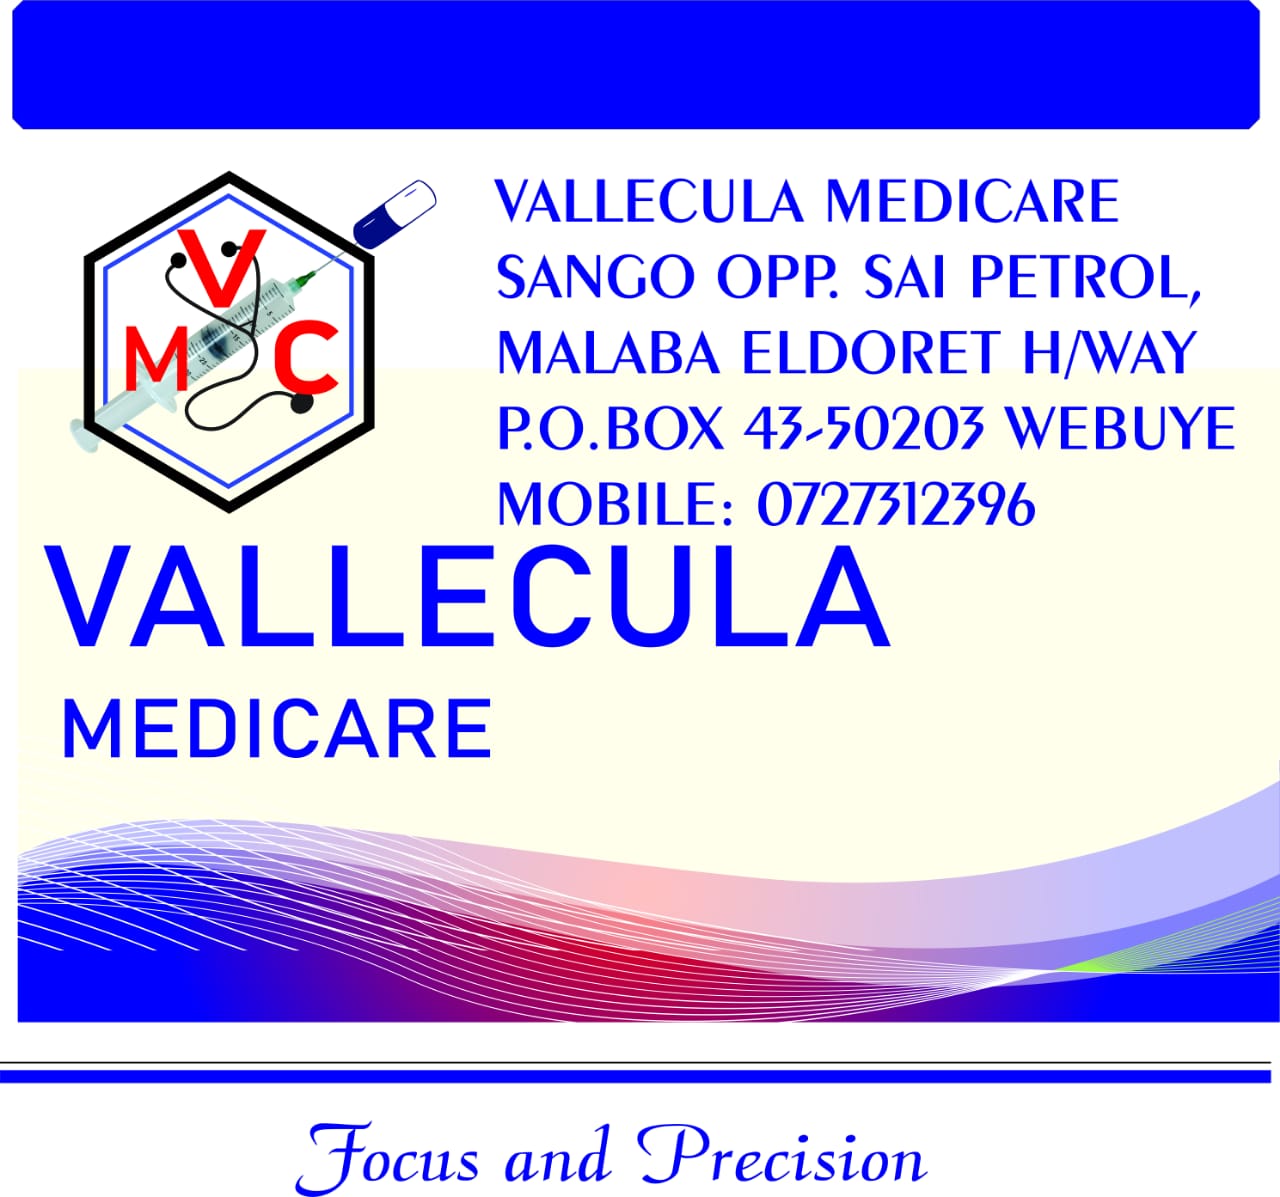 V
M C
VALLECULA MEDICARE
SANGO OPP. SAI PETROL,
MALABA ELDORET H/WAY
P.O.BOX 43-50203 WEBUYE
MOBILE: 0727312396
VALLECULA
MEDICARE
Focus and Precision